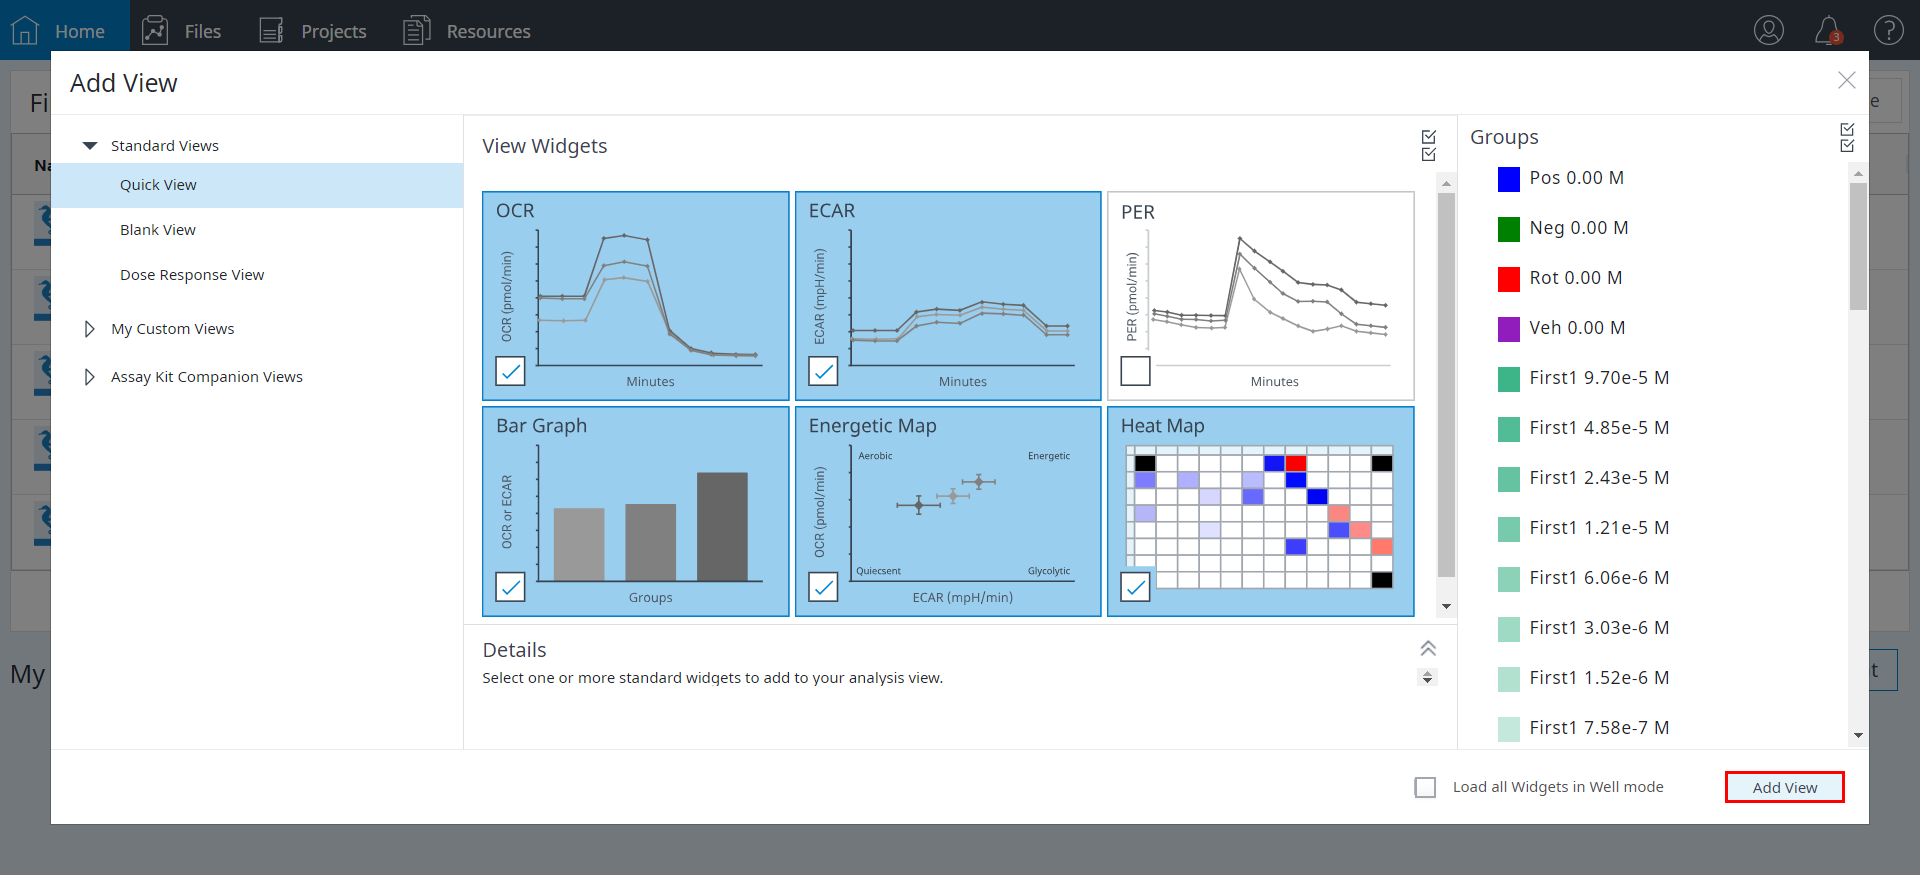 Home
Files
Projects
Resources
3
Add View
Fi
e
Na
Standard Views
Quick View
Blank View
Dose Response View
My Custom Views
Assay Kit Companion Views
View Widgets
OCR
OCR (pmol/min)
Minutes
ECAR
ECAR (mpH/min)
Minutes
PER
PER (pmol/min)
Minutes
Bar Graph
OCR or ECAR
Groups
Energetic Map
OCR (pmol/min)
Aerobic
Energetic
Quiecsent
Glycolytic
ECAR (mpH/min)
Heat Map
Details
Select one or more standard widgets to add to your analysis view.
Groups
Pos 0.00 M
Neg 0.00 M
Rot 0.00 M
Veh 0.00 M
First1 9.70e-5 M
First1 4.85e-5 M
First1 2.43e-5 M
First1 1.21e-5 M
First1 6.06e-6 M
First1 3.03e-6 M
First1 1.52e-6 M
First1 7.58e-7 M
My
t
Load all Widgets in Well mode
Add View